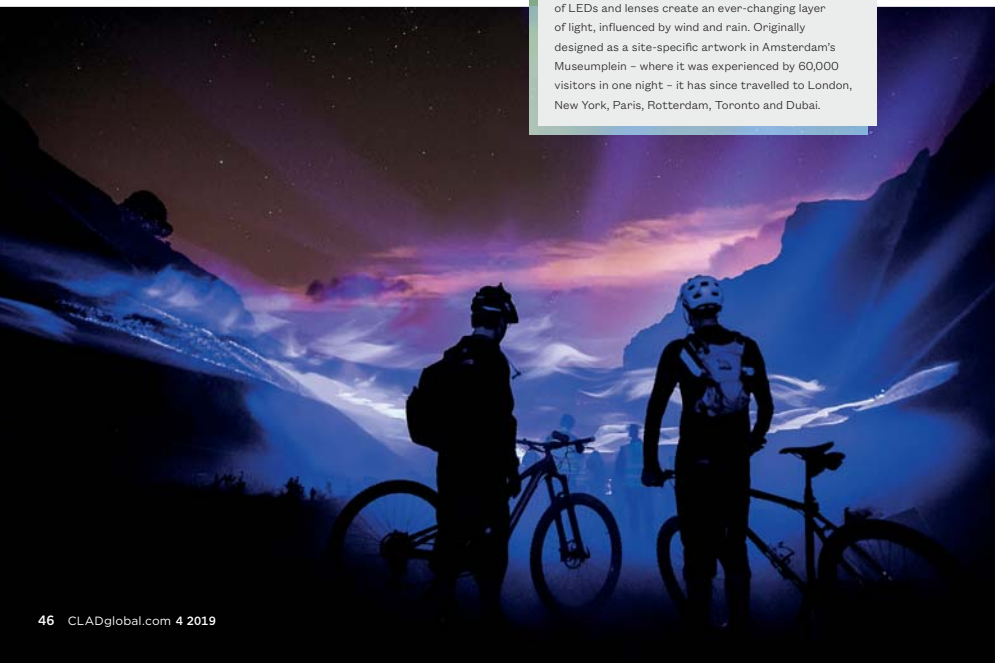 of LEDs and lenses create an ever-changing layer
of light, influenced by wind and rain. Originally
designed as a site-specific artwork in Amsterdam's
Museumplein – where it was experienced by 60,000
visitors in one night – it has since travelled to London,
New York, Paris, Rotterdam, Toronto and Dubai.
46 CLADglobal.com 4 2019